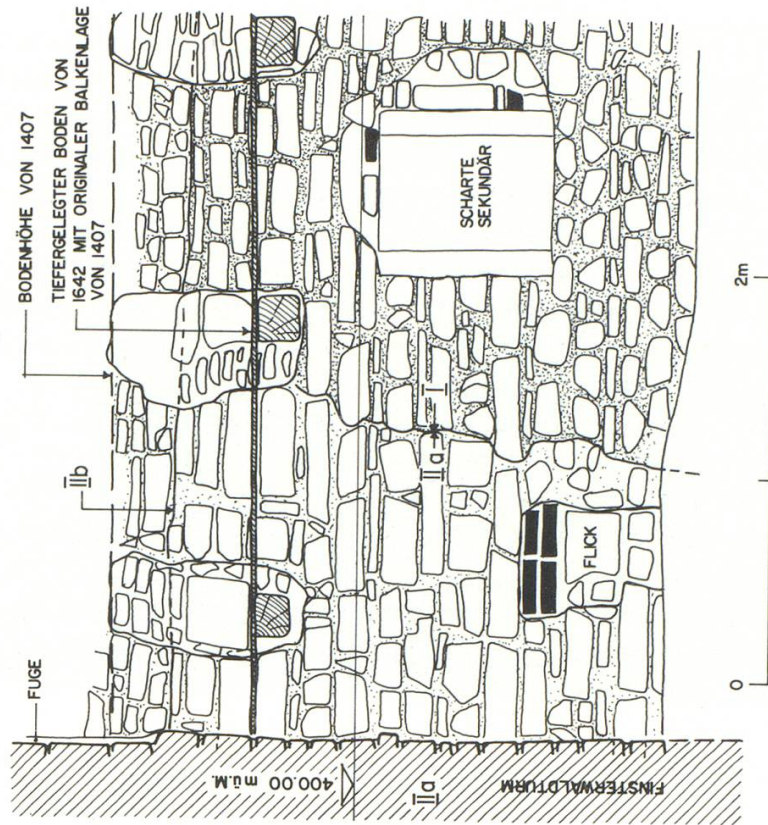 BODENHÖHE VON 1407
TIEFERGELEGTER BODEN VON
1642 MIT ORIGINALER BALKENLAGE
VON 1407
IIb
FUGE
SCHARTE
SEKUNDÄR
I
IIa
FLICK
400.00 mü.M.
IIa
FINSTERWALDTURM
0
2m